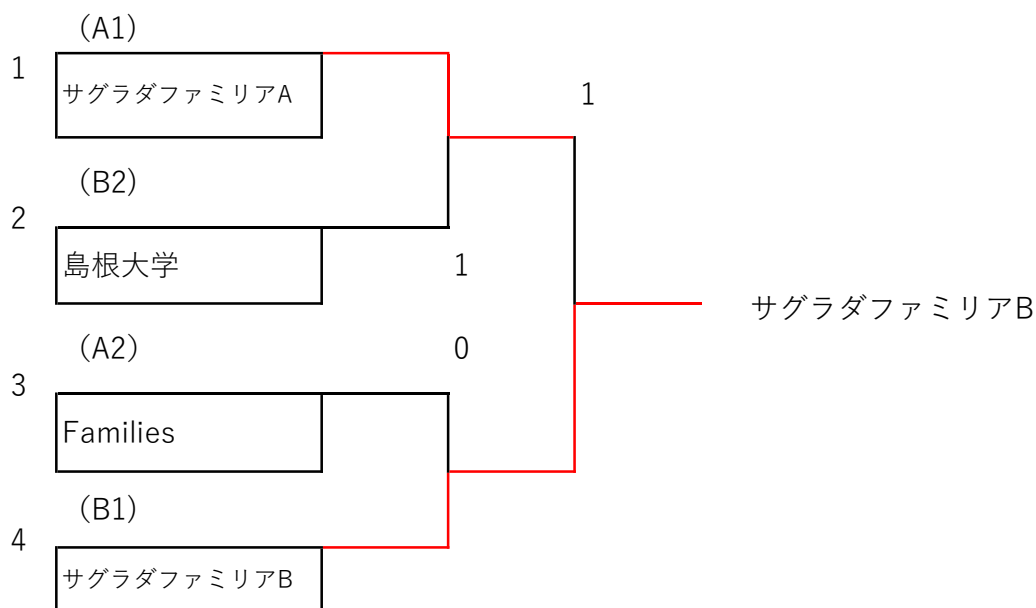 (A1)
1
サグラダファミリアA
1
(B2)
2
島根大学
1
サグラダファミリアB
(A2)
0
3
Families
(B1)
4
サグラダファミリアB